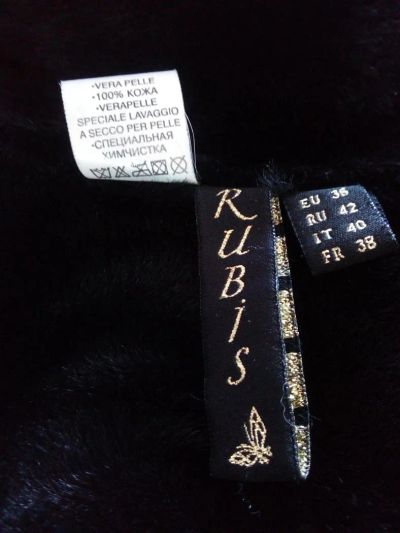 •VERA PELLE
•100% КОЖА
•VERAPELLE
SPECIALE LAVAGGIO
A SECCO PER PELLE
•СПЕЦИАЛЬНАЯ
ХИМЧИСТКА
RUBIS
EU 36
RU 42
IT 40
FR 38